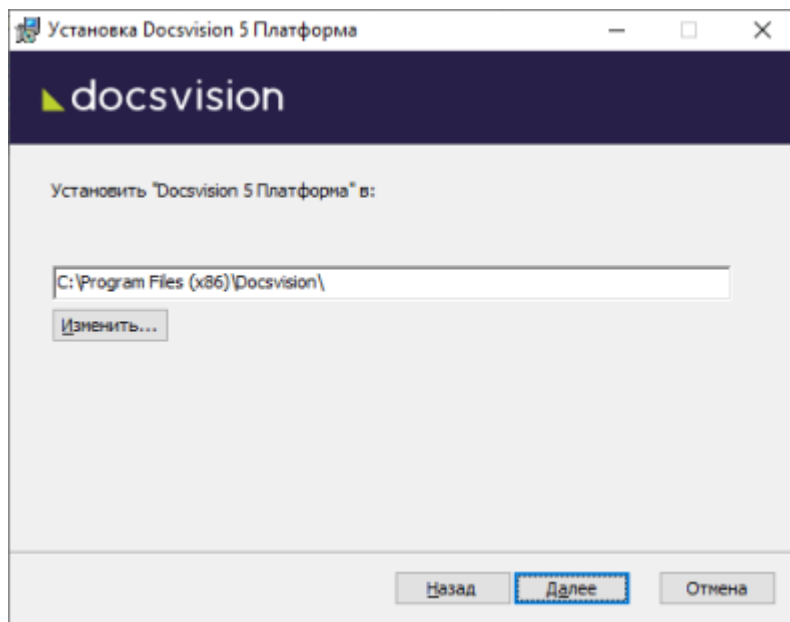 Установка Docsvision 5 Платформа
docsvision
Установить "Docsvision 5 Платформа" в:
C:\Program Files (x86)\Docsvision\
Изменить...
Назад
Далее
Отмена